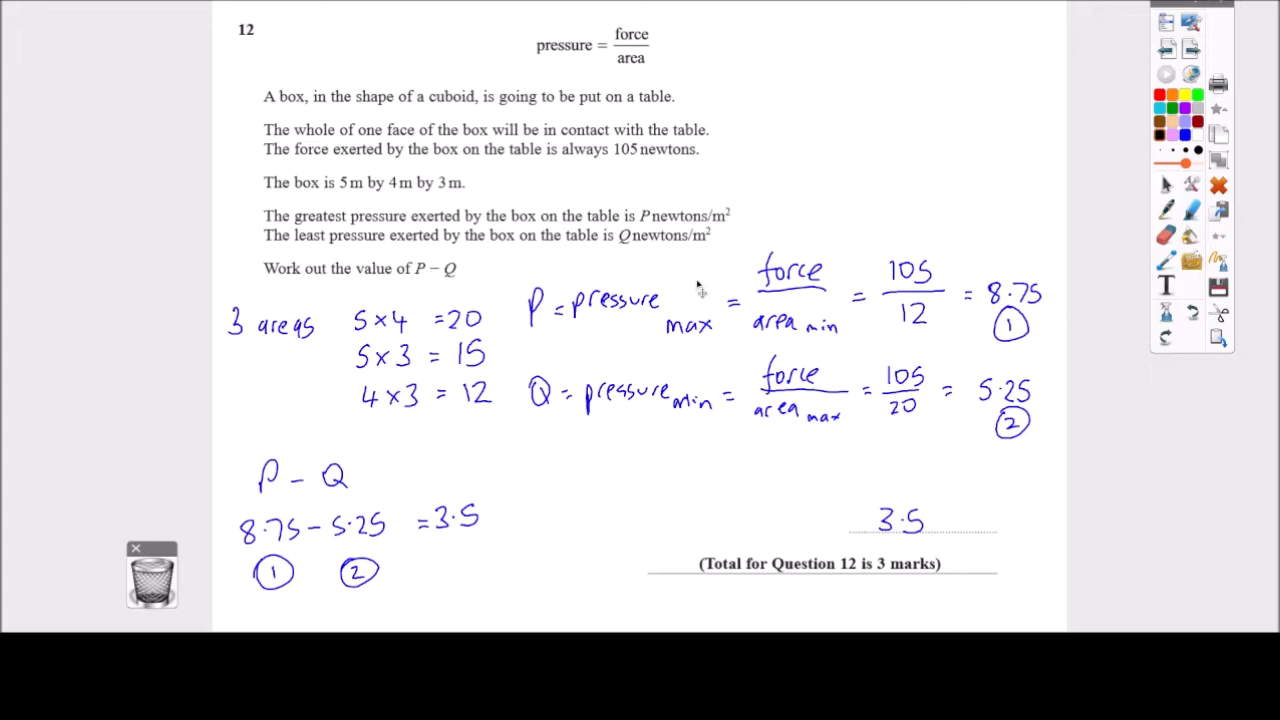 12
pressure = force / area
A box, in the shape of a cuboid, is going to be put on a table.
The whole of one face of the box will be in contact with the table.
The force exerted by the box on the table is always 105 newtons.
The box is 5 m by 4 m by 3 m.
The greatest pressure exerted by the box on the table is P newtons/m²
The least pressure exerted by the box on the table is Q newtons/m²
Work out the value of P – Q
3 areas 5 × 4 = 20
5 × 3 = 15
4 × 3 = 12
P = pressure max = force / area min = 105 / 12 = 8.75
1
Q = pressure min = force / area max = 105 / 20 = 5.25
2
P – Q
8.75 – 5.25 = 3.5
1 2
3.5
(Total for Question 12 is 3 marks)
T